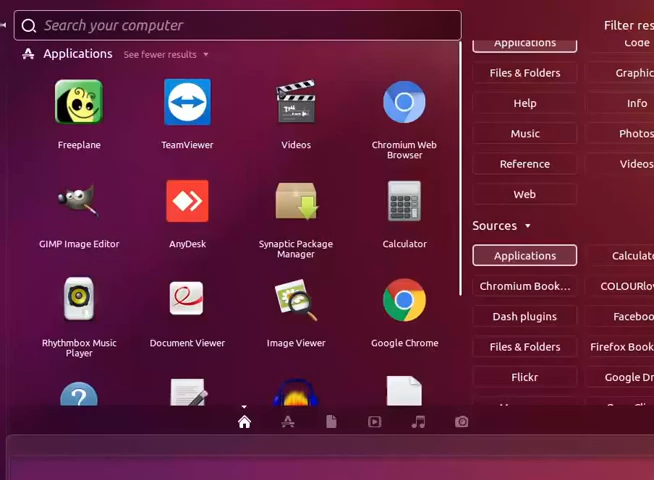 Search your computer
Filter res
Applications See fewer results
Freeplane TeamViewer Videos Chromium Web Browser
GIMP Image Editor AnyDesk Synaptic Package Manager Calculator
Rhythmbox Music Player Document Viewer Image Viewer Google Chrome
Applications Code
Files & Folders Graphic
Help Info
Music Photos
Reference Videos
Web
Sources
Applications Calculato
Chromium Book... COLOURlov
Dash plugins Faceboo
Files & Folders Firefox Book
Flickr Google Dr